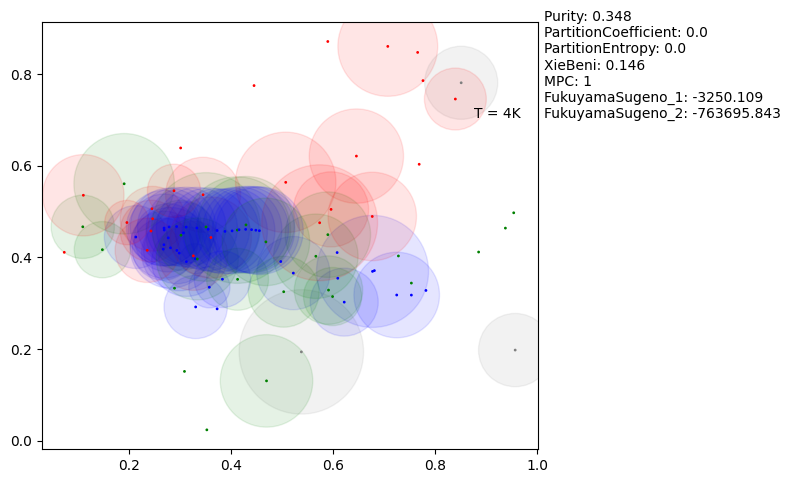 Purity: 0.348
PartitionCoefficient: 0.0
PartitionEntropy: 0.0
XieBeni: 0.146
MPC: 1
FukuyamaSugeno_1: -3250.109
FukuyamaSugeno_2: -763695.843
T = 4K
0.8
0.6
0.4
0.2
0.0
0.2 0.4 0.6 0.8 1.0